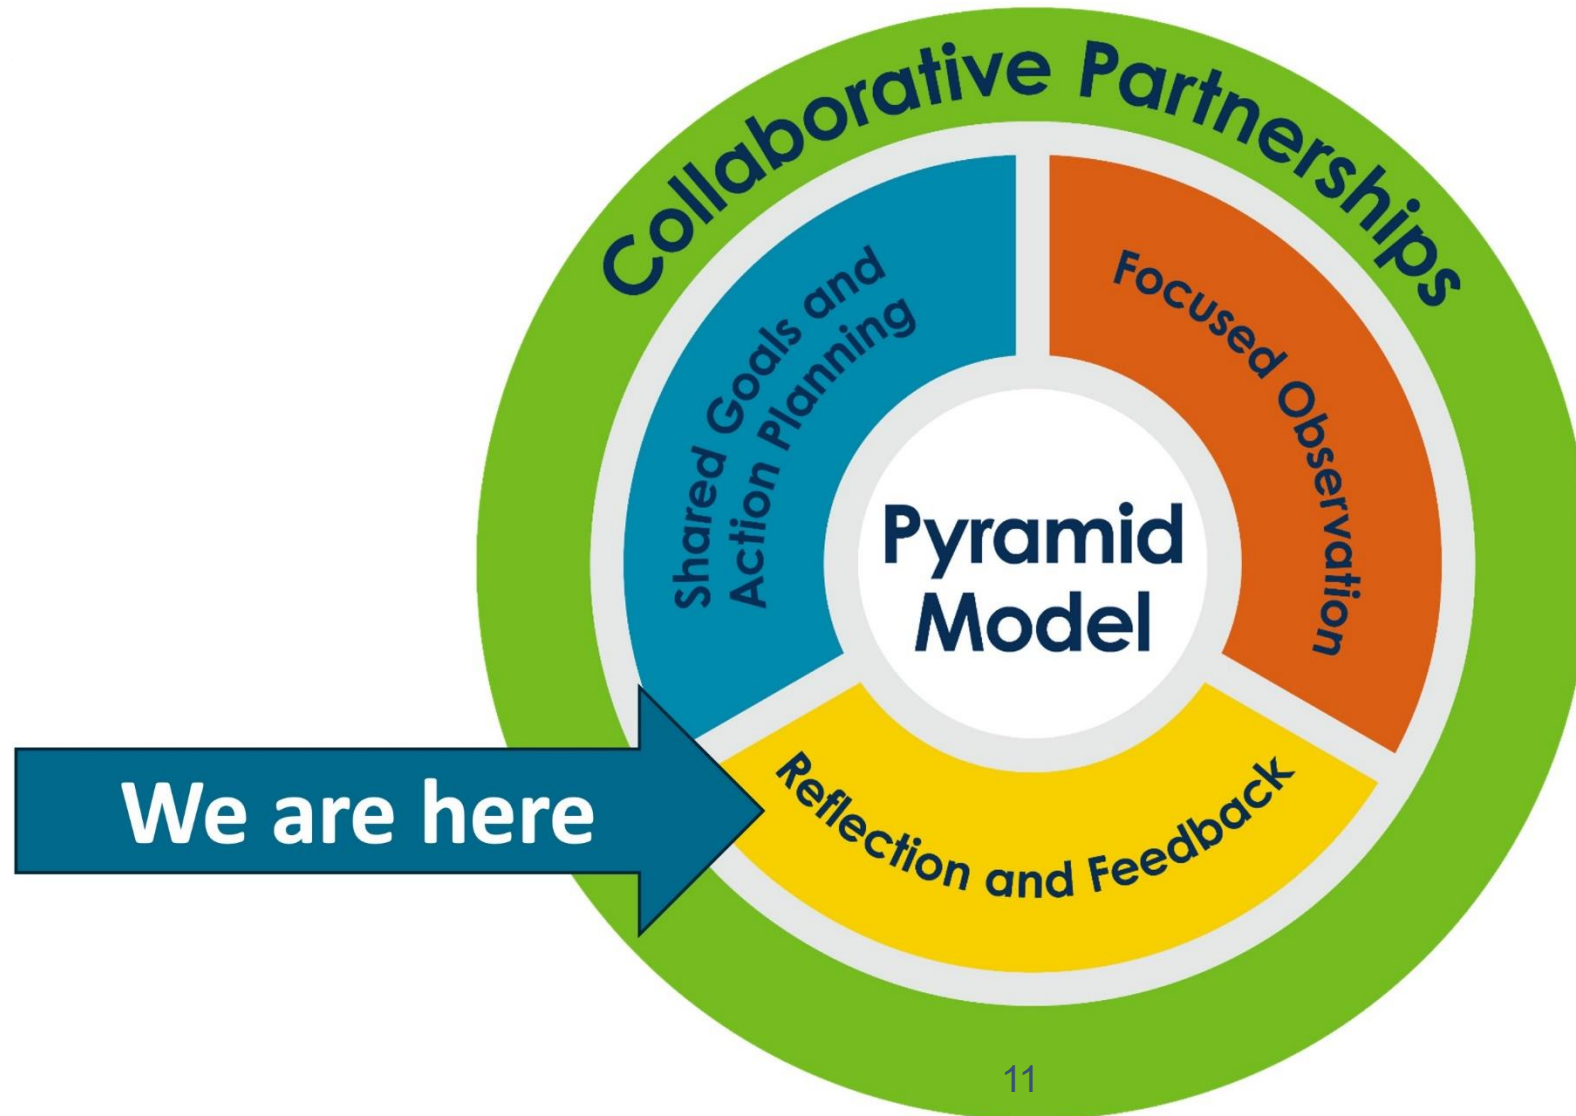 Collaborative Partnerships
Shared Goals and
Action Planning
Focused Observation
Pyramid
Model
We are here
Reflection and Feedback
11